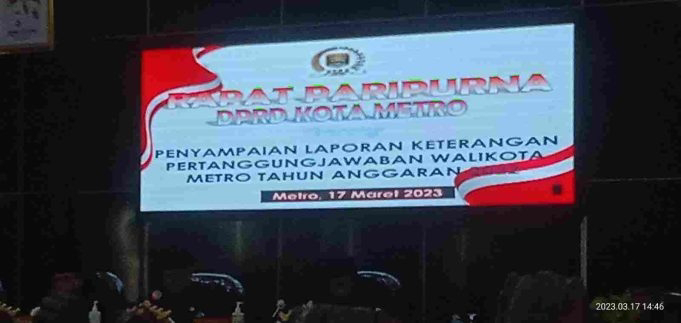 RAPAT PARIPURNA
DPRD KOTA METRO
PENYAMPAIAN LAPORAN KETERANGAN
PERTANGGUNGJAWABAN WALIKOTA
METRO TAHUN ANGGARAN
Metro, 17 Maret 2023
2023.03.17 14:46